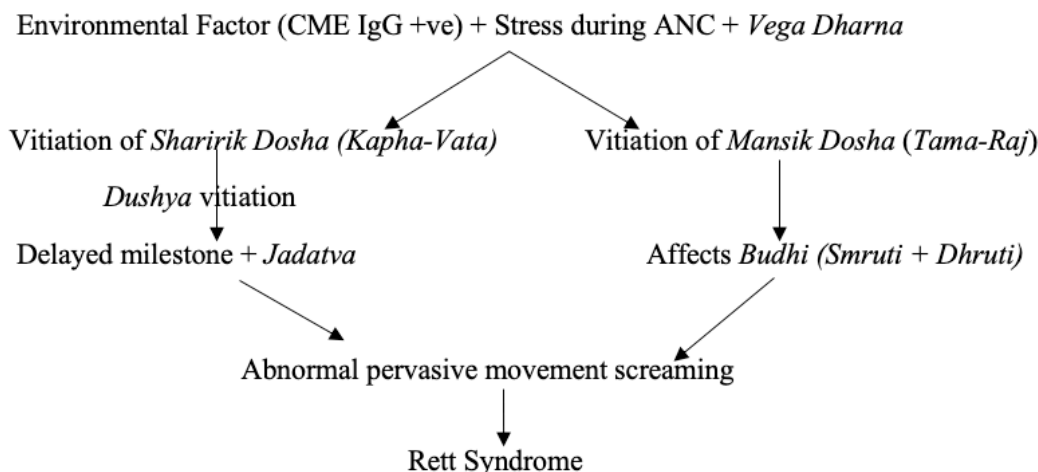 Environmental Factor (CME IgG +ve) + Stress during ANC + Vega Dharna
Vitiation of Sharirik Dosha (Kapha-Vata)
Vitiation of Mansik Dosha (Tama-Raj)
Dushya vitiation
Delayed milestone + Jadatva
Affects Budhi (Smruti + Dhruti)
Abnormal pervasive movement screaming
Rett Syndrome